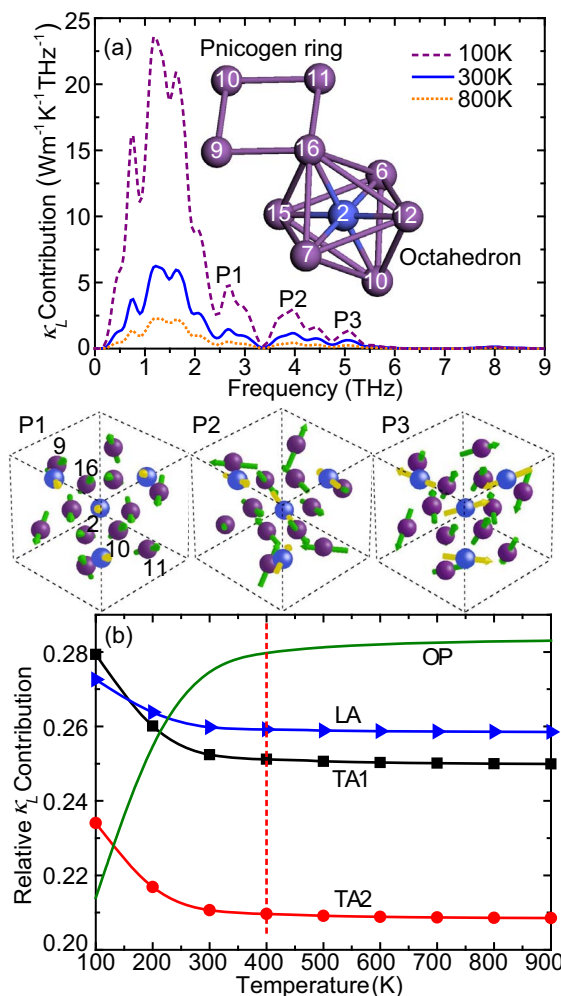 (a)
Pnicogen ring
100K
300K
800K
10
11
9
16
6
15
2
12
7
10
Octahedron
P1
P2
P3
κL Contribution (Wm⁻¹K⁻¹THz⁻¹)
25
20
15
10
5
0
0 1 2 3 4 5 6 7 8 9
Frequency (THz)
P1
9
16
2
10
11
P2
P3
(b)
OP
LA
TA1
TA2
Relative κL Contribution
0.28
0.26
0.24
0.22
0.20
100 200 300 400 500 600 700 800 900
Temperature(K)